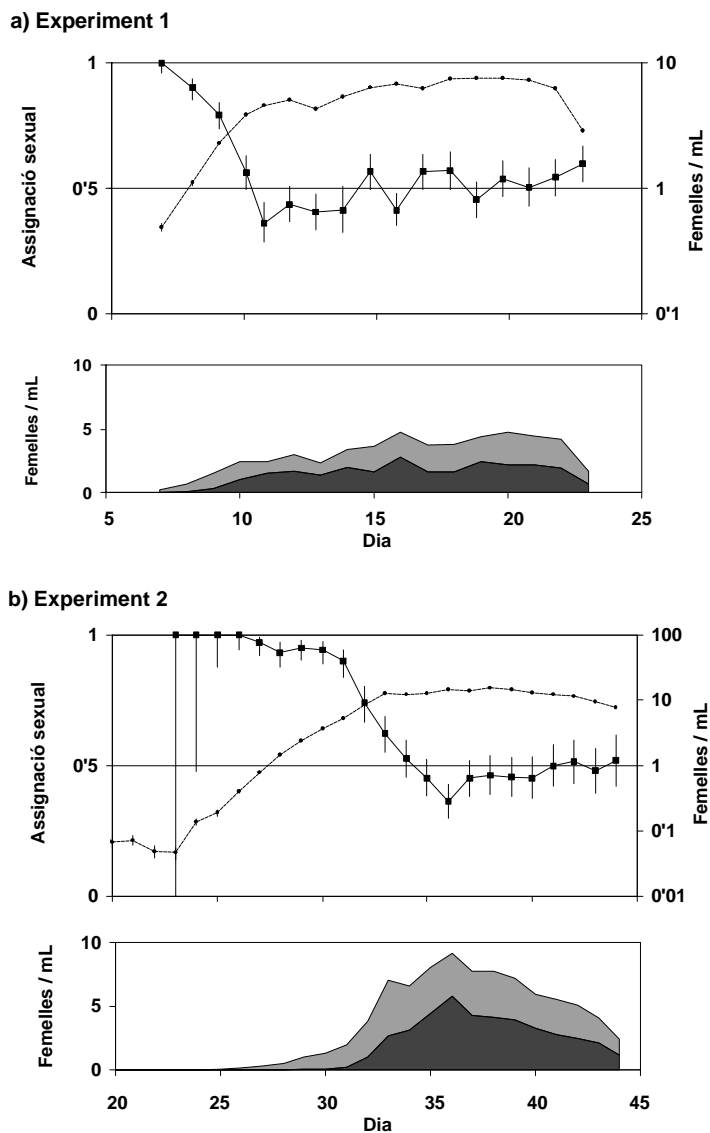 a) Experiment 1
1
0'5
0
Assignació sexual
10
1
0'1
Femelles / mL
10
5
0
Femelles / mL
5 10 15 20 25
Dia
b) Experiment 2
1
0'5
0
Assignació sexual
100
10
1
0'1
0'01
Femelles / mL
10
5
0
Femelles / mL
20 25 30 35 40 45
Dia